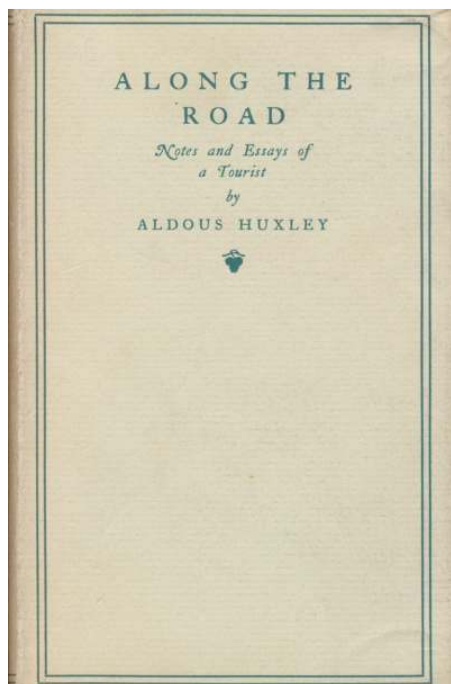 ALONG THE
ROAD
Notes and Essays of
a Tourist
by
ALDOUS HUXLEY